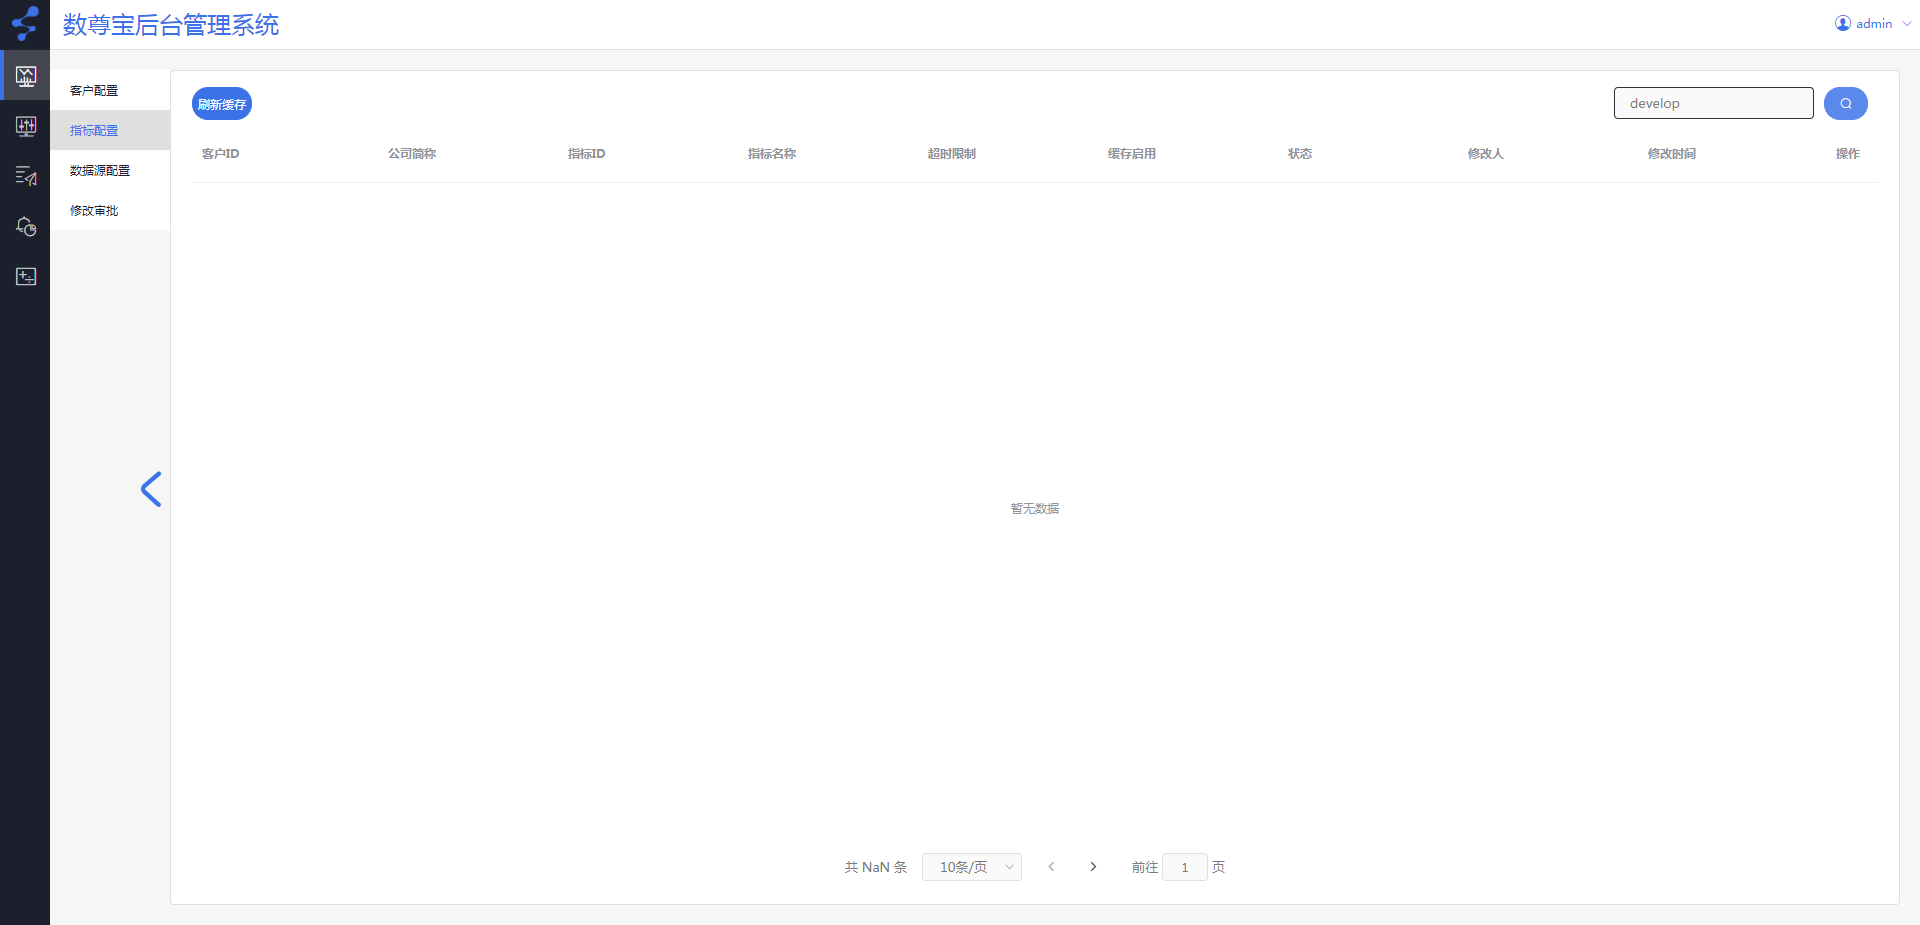 数尊宝后台管理系统
admin
客户配置
指标配置
数据源配置
修改审批
刷新缓存
develop
客户ID 公司简称 指标ID 指标名称 超时限制 缓存启用 状态 修改人 修改时间 操作
暂无数据
共 NaN 条 10条/页 前往 1 页